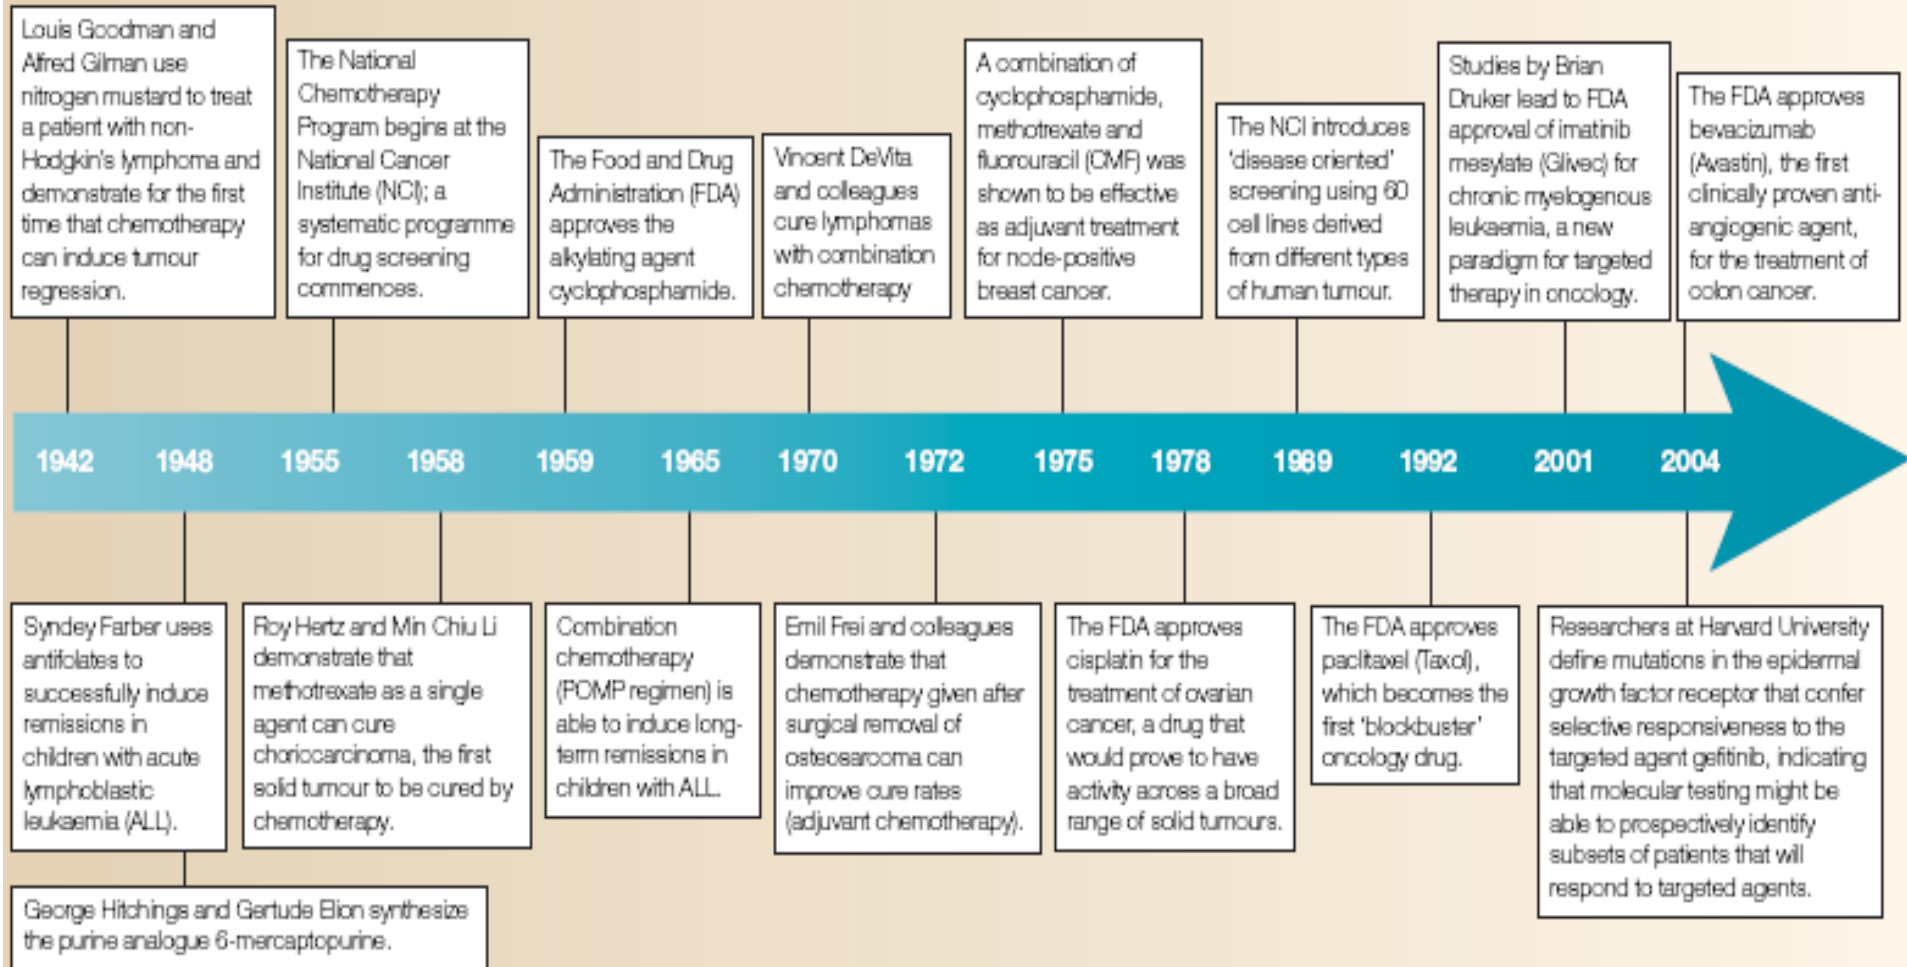 Louis Goodman and
Alfred Gilman use
nitrogen mustard to treat
a patient with non-
Hodgkin's lymphoma and
demonstrate for the first
time that chemotherapy
can induce tumour
regression.
The National
Chemotherapy
Program begins at the
National Cancer
Institute (NCI); a
systematic programme
for drug screening
commences.
The Food and Drug
Administration (FDA)
approves the
alkylating agent
cyclophosphamide.
Vincent DeVita
and colleagues
cure lymphomas
with combination
chemotherapy
A combination of
cyclophosphamide,
methotrexate and
fluorouracil (CMF) was
shown to be effective
as adjuvant treatment
for node-positive
breast cancer.
The NCI introduces
'disease oriented'
screening using 60
cell lines derived
from different types
of human tumour.
Studies by Brian
Druker lead to FDA
approval of imatinib
mesylate (Glivec) for
chronic myelogenous
leukaemia, a new
paradigm for targeted
therapy in oncology.
The FDA approves
bevacizumab
(Avastin), the first
clinically proven anti-
angiogenic agent,
for the treatment of
colon cancer.
1942 1948 1955 1958 1959 1965 1970 1972 1975 1978 1989 1992 2001 2004
Syndey Farber uses
antifolates to
successfully induce
remissions in
children with acute
lymphoblastic
leukaemia (ALL).
George Hitchings and Gertude Elion synthesize
the purine analogue 6-mercaptopurine.
Roy Hertz and Min Chiu Li
demonstrate that
methotrexate as a single
agent can cure
choriocarcinoma, the first
solid tumour to be cured by
chemotherapy.
Combination
chemotherapy
(POMP regimen) is
able to induce long-
term remissions in
children with ALL.
Emil Frei and colleagues
demonstrate that
chemotherapy given after
surgical removal of
osteosarcoma can
improve cure rates
(adjuvant chemotherapy).
The FDA approves
cisplatin for the
treatment of ovarian
cancer, a drug that
would prove to have
activity across a broad
range of solid tumours.
The FDA approves
paclitaxel (Taxol),
which becomes the
first 'blockbuster'
oncology drug.
Researchers at Harvard University
define mutations in the epidermal
growth factor receptor that confer
selective responsiveness to the
targeted agent gefitinib, indicating
that molecular testing might be
able to prospectively identify
subsets of patients that will
respond to targeted agents.